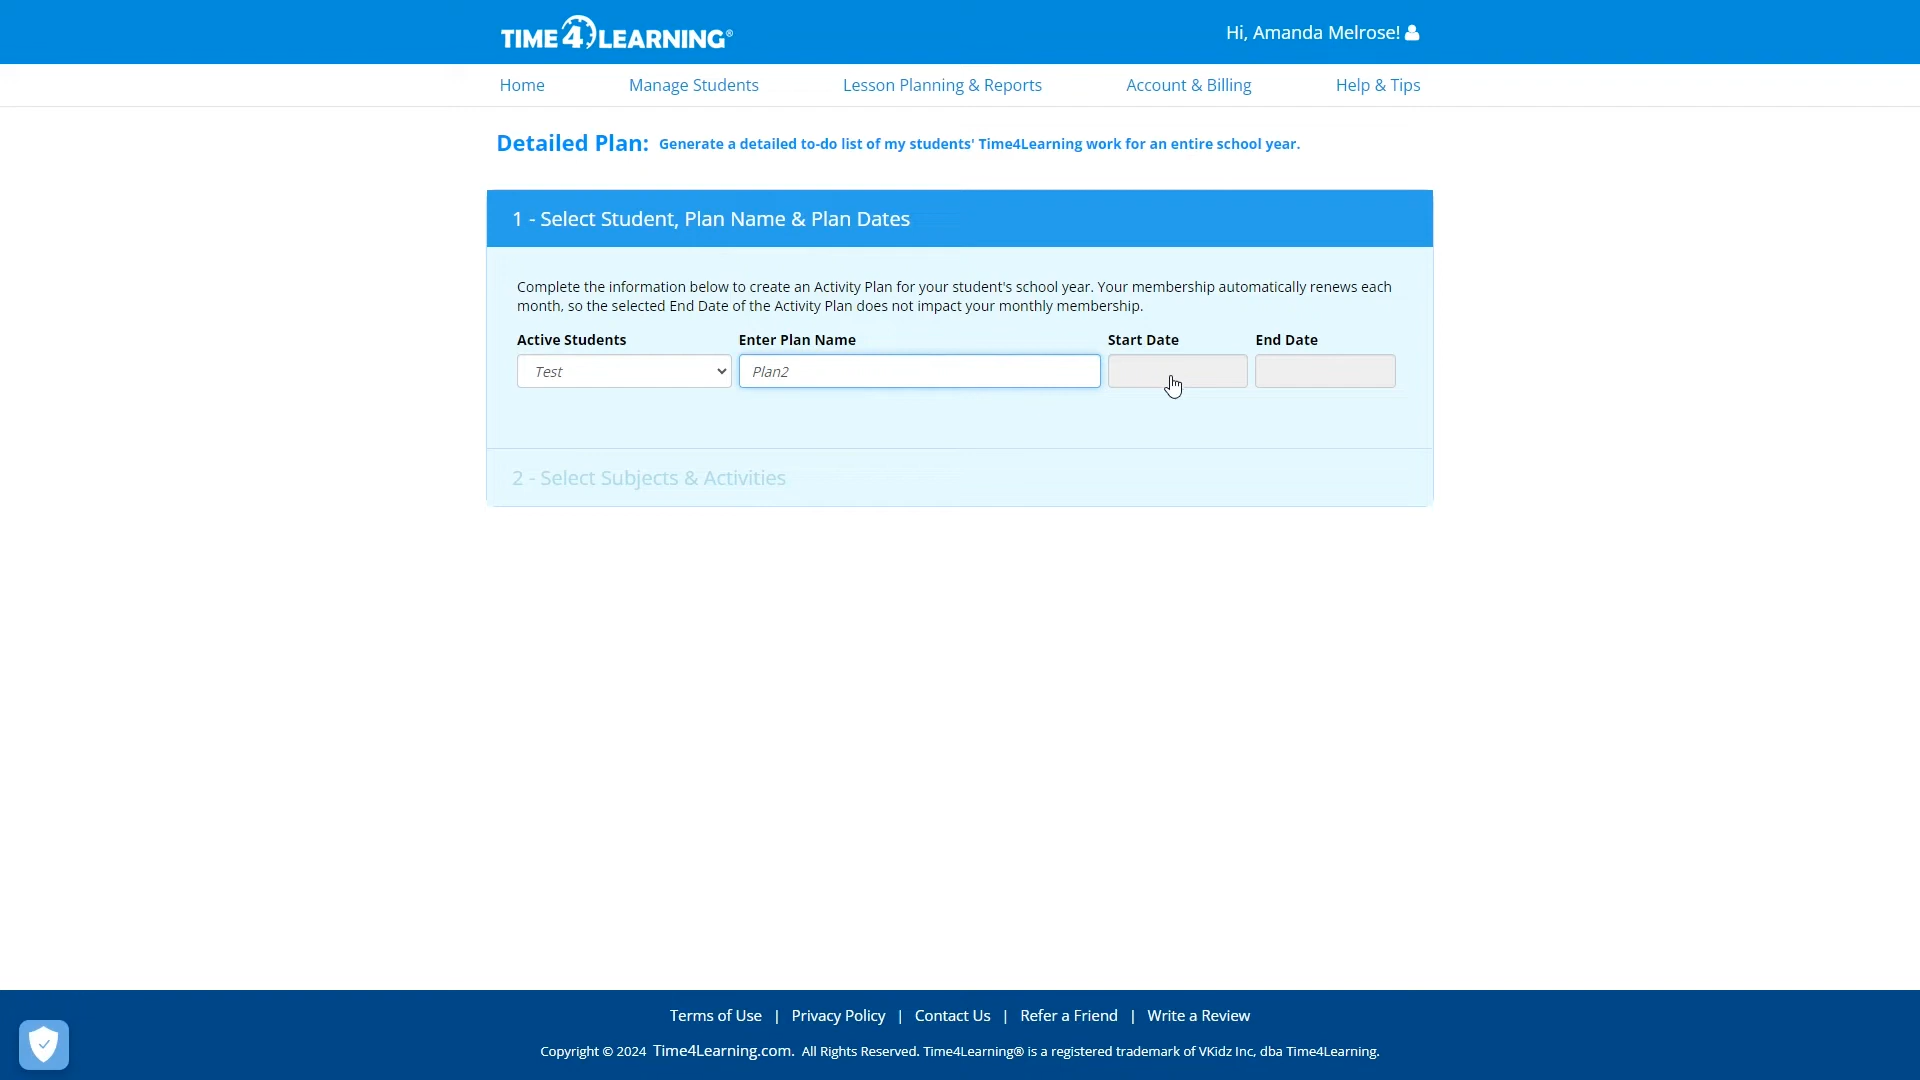 TIME4LEARNING®
Hi, Amanda Melrose!
Home
Manage Students
Lesson Planning & Reports
Account & Billing
Help & Tips
Detailed Plan: Generate a detailed to-do list of my students' Time4Learning work for an entire school year.
1 - Select Student, Plan Name & Plan Dates
Complete the information below to create an Activity Plan for your student's school year. Your membership automatically renews each
month, so the selected End Date of the Activity Plan does not impact your monthly membership.
Active Students
Enter Plan Name
Start Date
End Date
Test
Plan2
2 - Select Subjects & Activities
Terms of Use | Privacy Policy | Contact Us | Refer a Friend | Write a Review
Copyright © 2024 Time4Learning.com. All Rights Reserved. Time4Learning® is a registered trademark of VKidz Inc, dba Time4Learning.